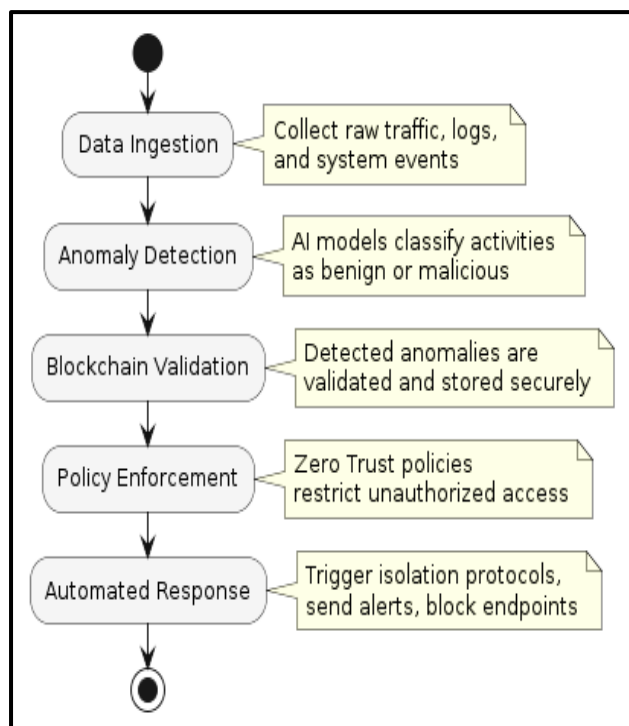 Data Ingestion
Collect raw traffic, logs,
and system events
Anomaly Detection
AI models classify activities
as benign or malicious
Blockchain Validation
Detected anomalies are
validated and stored securely
Policy Enforcement
Zero Trust policies
restrict unauthorized access
Automated Response
Trigger isolation protocols,
send alerts, block endpoints